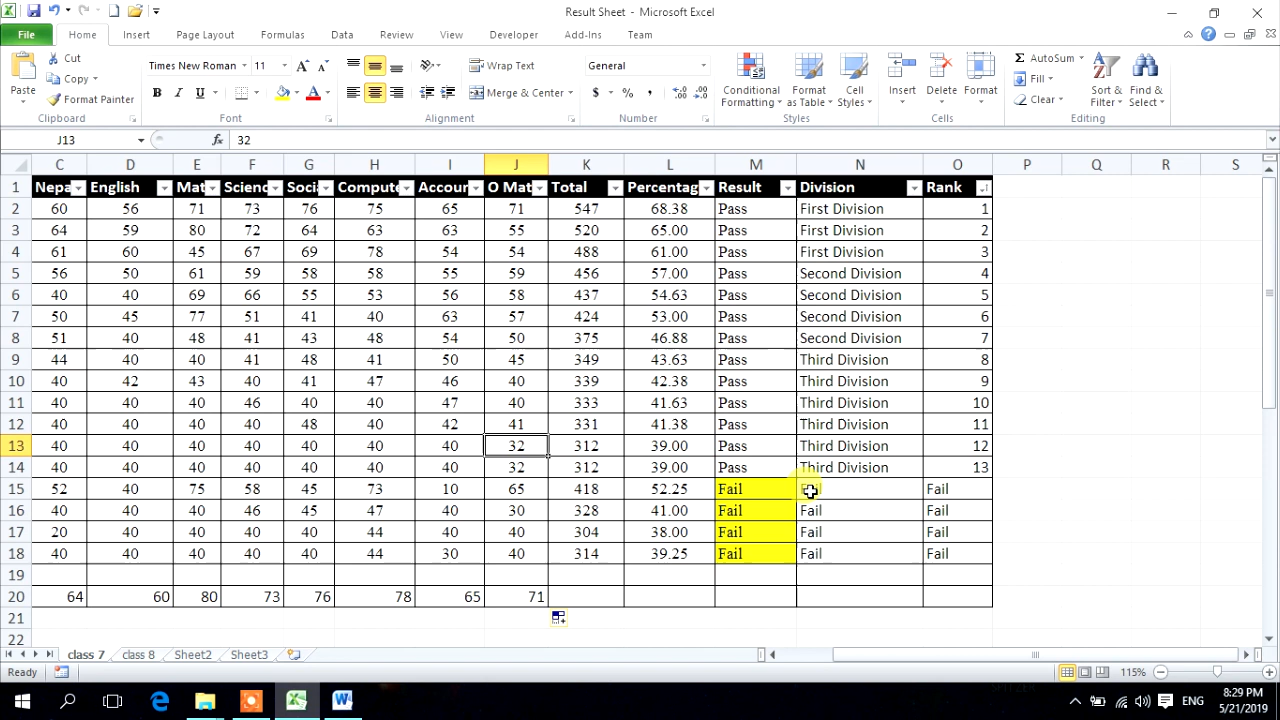 Result Sheet - Microsoft Excel
File Home Insert Page Layout Formulas Data Review View Developer Add-Ins Team
Cut
Copy
Format Painter
Paste
Clipboard
Times New Roman 11
B I U
Font
Wrap Text
Merge & Center
Alignment
General
$ % ,
Number
Conditional Formatting
Format as Table
Cell Styles
Styles
Insert Delete Format
Cells
AutoSum
Fill
Clear
Sort & Filter
Find & Select
Editing
J13 fx 32
C D E F G H I J K L M N O P Q R S
1 Nepa English Mat Scienc Socia Compute Accour O Mat Total Percentag Result Division Rank
2 60 56 71 73 76 75 65 71 547 68.38 Pass First Division 1
3 64 59 80 72 64 63 63 55 520 65.00 Pass First Division 2
4 61 60 45 67 69 78 54 54 488 61.00 Pass First Division 3
5 56 50 61 59 58 58 55 59 456 57.00 Pass Second Division 4
6 40 40 69 66 55 53 56 58 437 54.63 Pass Second Division 5
7 50 45 77 51 41 40 63 57 424 53.00 Pass Second Division 6
8 51 40 48 41 43 48 54 50 375 46.88 Pass Second Division 7
9 44 40 40 41 48 41 50 45 349 43.63 Pass Third Division 8
10 40 42 43 40 41 47 46 40 339 42.38 Pass Third Division 9
11 40 40 40 46 40 40 47 40 333 41.63 Pass Third Division 10
12 40 40 40 40 48 40 42 41 331 41.38 Pass Third Division 11
13 40 40 40 40 40 40 40 32 312 39.00 Pass Third Division 12
14 40 40 40 40 40 40 40 32 312 39.00 Pass Third Division 13
15 52 40 75 58 45 73 10 65 418 52.25 Fail Fail Fail
16 40 40 40 46 45 47 40 30 328 41.00 Fail Fail Fail
17 20 40 40 40 40 44 40 40 304 38.00 Fail Fail Fail
18 40 40 40 40 40 44 30 40 314 39.25 Fail Fail Fail
19
20 64 60 80 73 76 78 65 71
21
22
class 7 class 8 Sheet2 Sheet3
Ready 115%
ENG 8:29 PM
5/21/2019